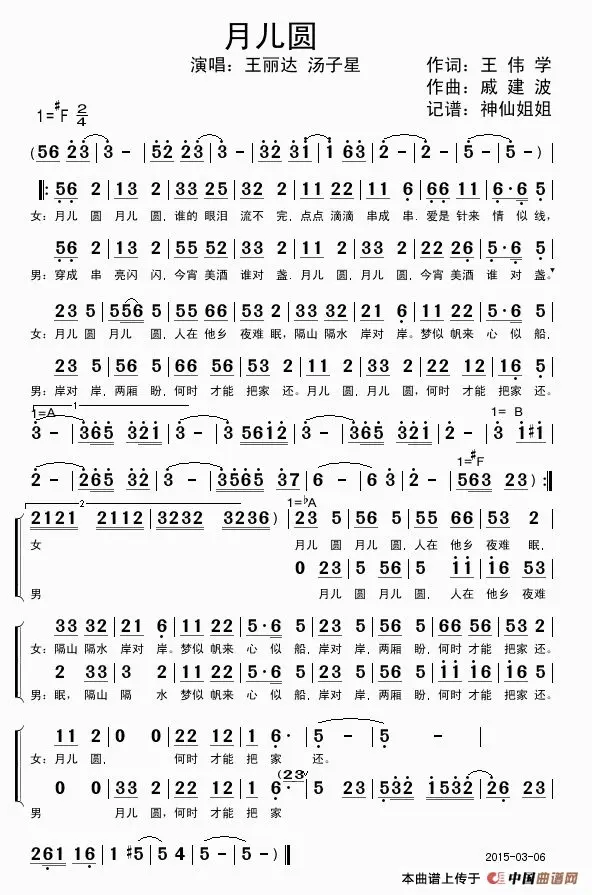 月儿圆
演唱：王丽达 汤子星 作词：王 伟 学
作曲：戚 建 波
1=#F 2/4 记谱：神仙姐姐
(56 23 | 3 - | 52 23 | 3 - | 32 31 | 1 63 | 2 - | 2 - | 5 - | 5 - )
‖: 56 2 | 13 2 | 33 25 | 32 2 | 11 22 | 11 6 | 66 11 | 6·6 5 |
女：月儿 圆 月儿 圆，谁的 眼泪 流不 完，点点 滴滴 串成 串．爱是 针来 情 似 线，
56 2 | 13 5 | 55 52 | 53 2 | 11 2 | 33 2 | 22 26 | 5·6 5 |
男：穿成 串 亮闪 闪，今宵 美酒 谁对 盏．月儿 圆，月儿 圆，今宵 美酒 谁 对 盏。▼
23 5 | 556 5 | 55 66 | 53 2 | 33 32 | 21 6 | 11 22 | 5·6 5 |
女：月儿 圆 月儿 圆，人在 他乡 夜难 眠，隔山 隔水 岸对 岸。梦似 帆来 心 似 船，
23 5 | 56 5 | 66 56 | 53 2 | 11 2 | 33 2 | 22 12 | 16 5 |
男：岸对 岸，两厢 盼，何时 才能 把家 还。月儿 圆，月儿 圆，何时 才能 把家 还。
1=A 1 1= B
3 - | 365 321 | 3 - | 3 - | 3 5612 | 3 - | 365 321 | 2 - | 3 1#1 |
1=#F
2 - | 265 32 | 3 - | 3 - | 3565 37 | 6 - | 6 3 | 2 - | 563 23 ) :‖
2 1=♭A
2121 2112 | 3232 3236 ) | 23 5 | 56 5 | 55 66 | 53 2 |
女 月儿 圆 月儿 圆，人在 他乡 夜难 眠，
0 23 | 5 56 | 5 11 | 16 53 |
男 月儿 圆 月儿 圆，人在 他乡 夜难
33 32 | 21 6 | 11 22 | 5·6 5 | 23 5 | 56 5 | 66 56 | 53 2 |
女：隔山 隔水 岸对 岸。梦似 帆来 心 似 船，岸对 岸，两厢 盼，何时 才能 把家 还，
2 33 | 32 2 | 11 22 | 5·6 5 | 23 5 | 56 5 | 11 16 | 53 2 |
男：眠，隔山 隔 水 梦似 帆来 心 似 船，岸对 岸，两厢 盼，何时 才能 把家 还。
11 2 | 0 0 | 22 12 | 1 6· | 5 - | 5 - |
女：月儿 圆， 何时 才能 把 家 还。
(23
0 0 | 33 2 | 22 12 | 1 6· | 5 23 | 532 1532 | 26 23 |
男 月儿 圆，何时 才能 把 家
261 16 | 1 #5 | 5 4 | 5 - | 5 - ‖
2015-03-06
本曲谱上传于 中国曲谱网